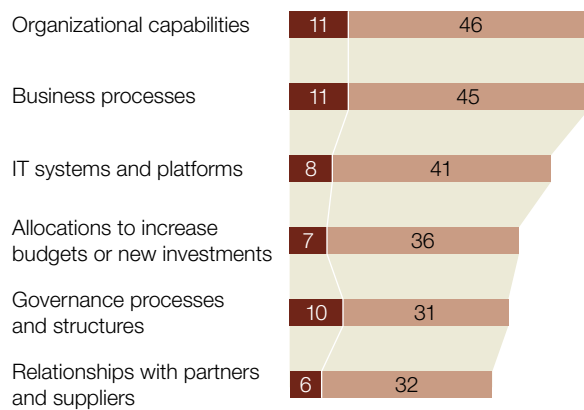 Organizational capabilities 11 46
Business processes 11 45
IT systems and platforms 8 41
Allocations to increase
budgets or new investments 7 36
Governance processes
and structures 10 31
Relationships with partners
and suppliers 6 32